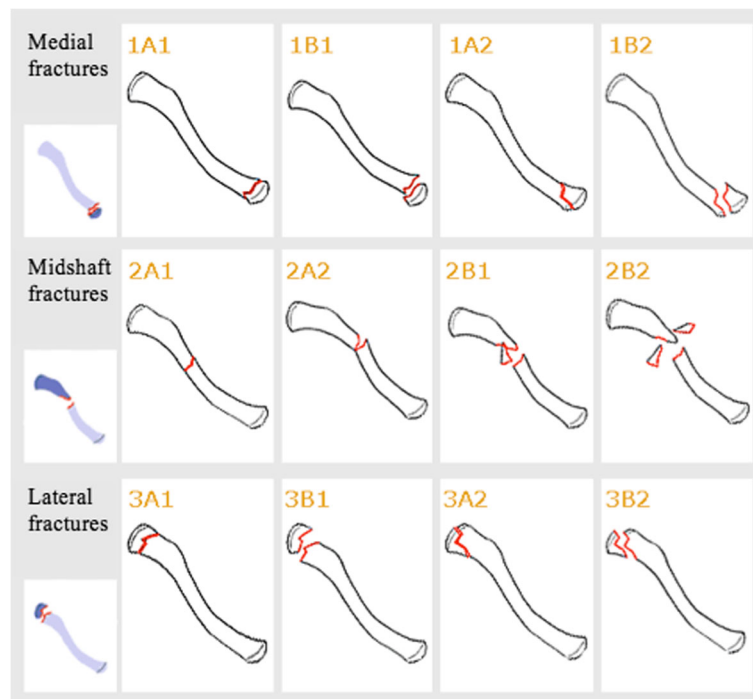 Medial
fractures
1A1
1B1
1A2
1B2
Midshaft
fractures
2A1
2A2
2B1
2B2
Lateral
fractures
3A1
3B1
3A2
3B2